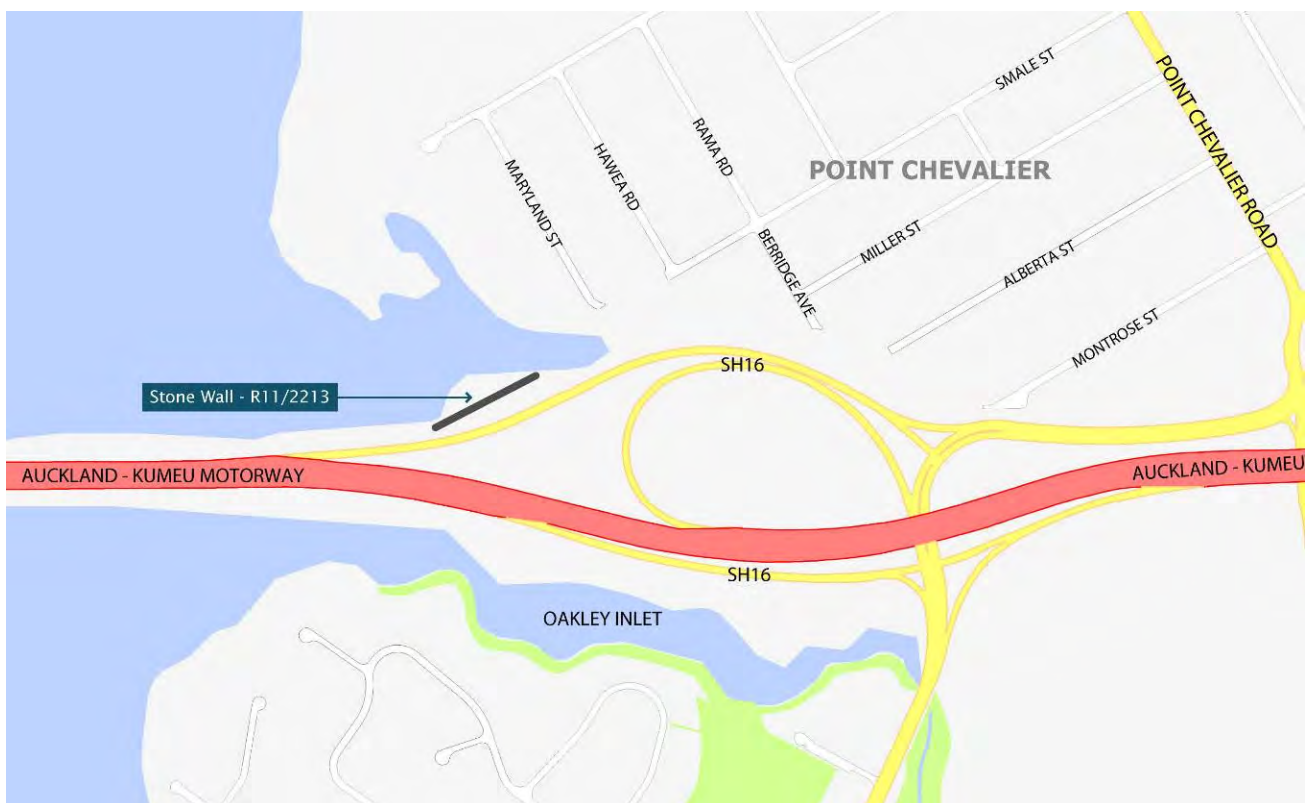 SMALE ST
POINT CHEVALIER ROAD
RAMA RD
HAWEA RD
MARYLAND ST
POINT CHEVALIER
BERRIDGE AVE
MILLER ST
ALBERTA ST
MONTROSE ST
SH16
Stone Wall - R11/2213
AUCKLAND - KUMEU MOTORWAY
AUCKLAND - KUMEU
SH16
OAKLEY INLET